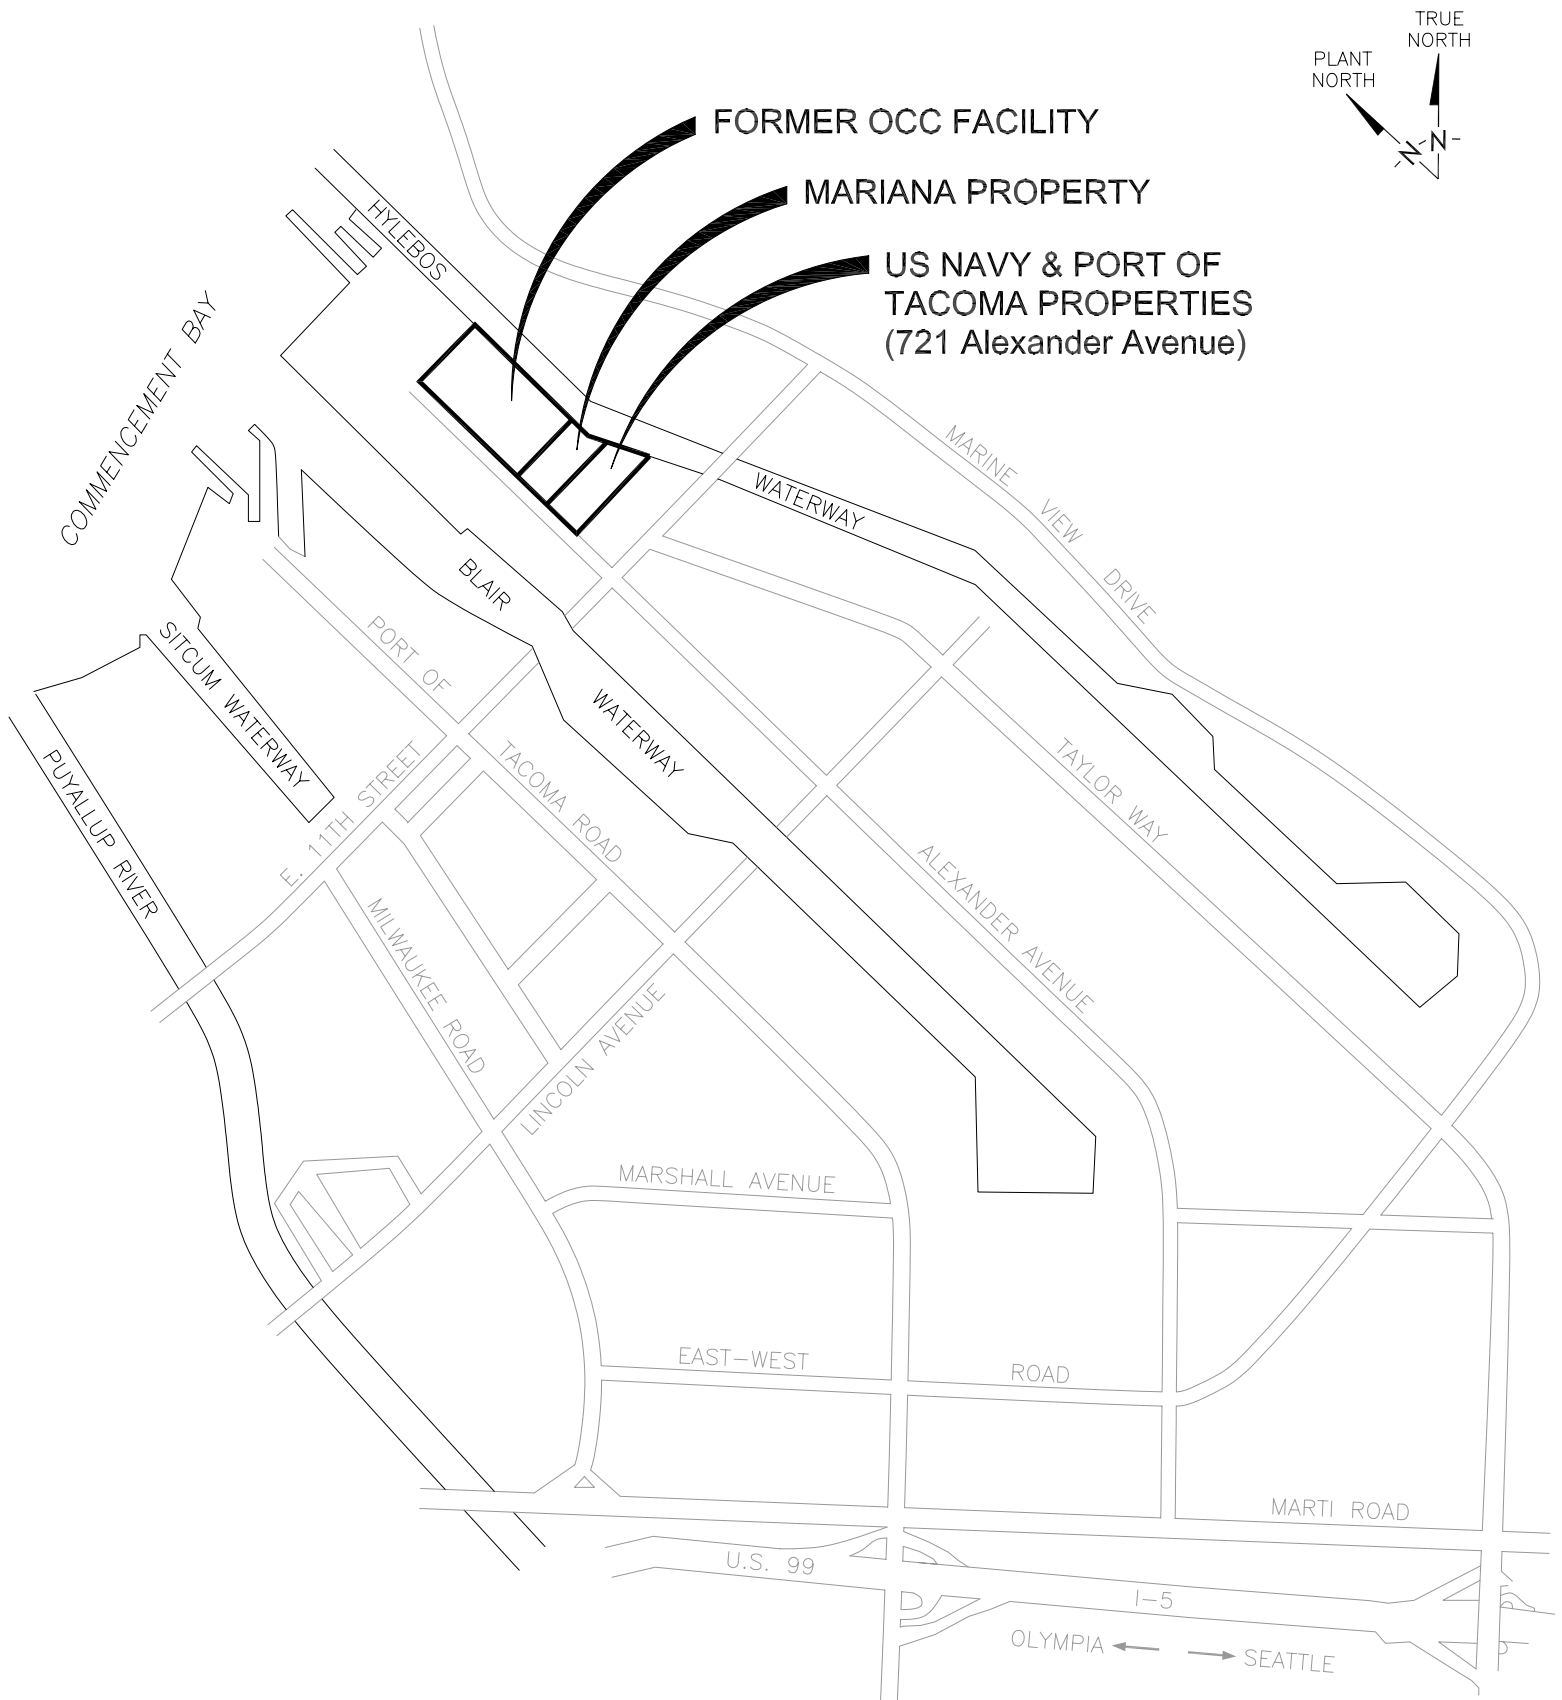 TRUE
NORTH
PLANT
NORTH
N
N
FORMER OCC FACILITY
MARIANA PROPERTY
US NAVY & PORT OF
TACOMA PROPERTIES
(721 Alexander Avenue)
HYLEBOS
WATERWAY
COMMENCEMENT BAY
MARINE VIEW DRIVE
BLAIR
WATERWAY
PORT OF
TACOMA ROAD
SITCUM WATERWAY
PUYALLUP RIVER
E. 11TH STREET
TAYLOR WAY
ALEXANDER AVENUE
MILWAUKEE ROAD
LINCOLN AVENUE
MARSHALL AVENUE
EAST-WEST ROAD
MARTI ROAD
U.S. 99
I-5
OLYMPIA
SEATTLE